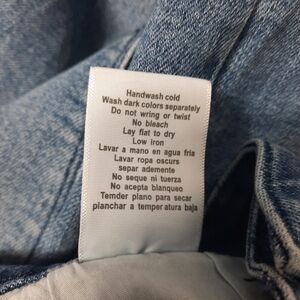 Handwash cold
Wash dark colors separately
Do not wring or twist
No bleach
Lay flat to dry
Low iron
Lavar a mano en agua fria
Lavar ropa oscurs
separ ademente
No seque ni tuerza
No acepta blanqueo
Temder plano para secar
planchar a temper atura baja